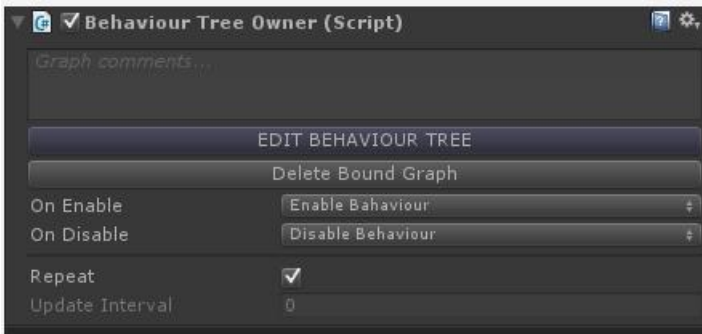 Behaviour Tree Owner (Script)
Graph comments...
EDIT BEHAVIOUR TREE
Delete Bound Graph
On Enable Enable Bahaviour
On Disable Disable Behaviour
Repeat
Update Interval 0